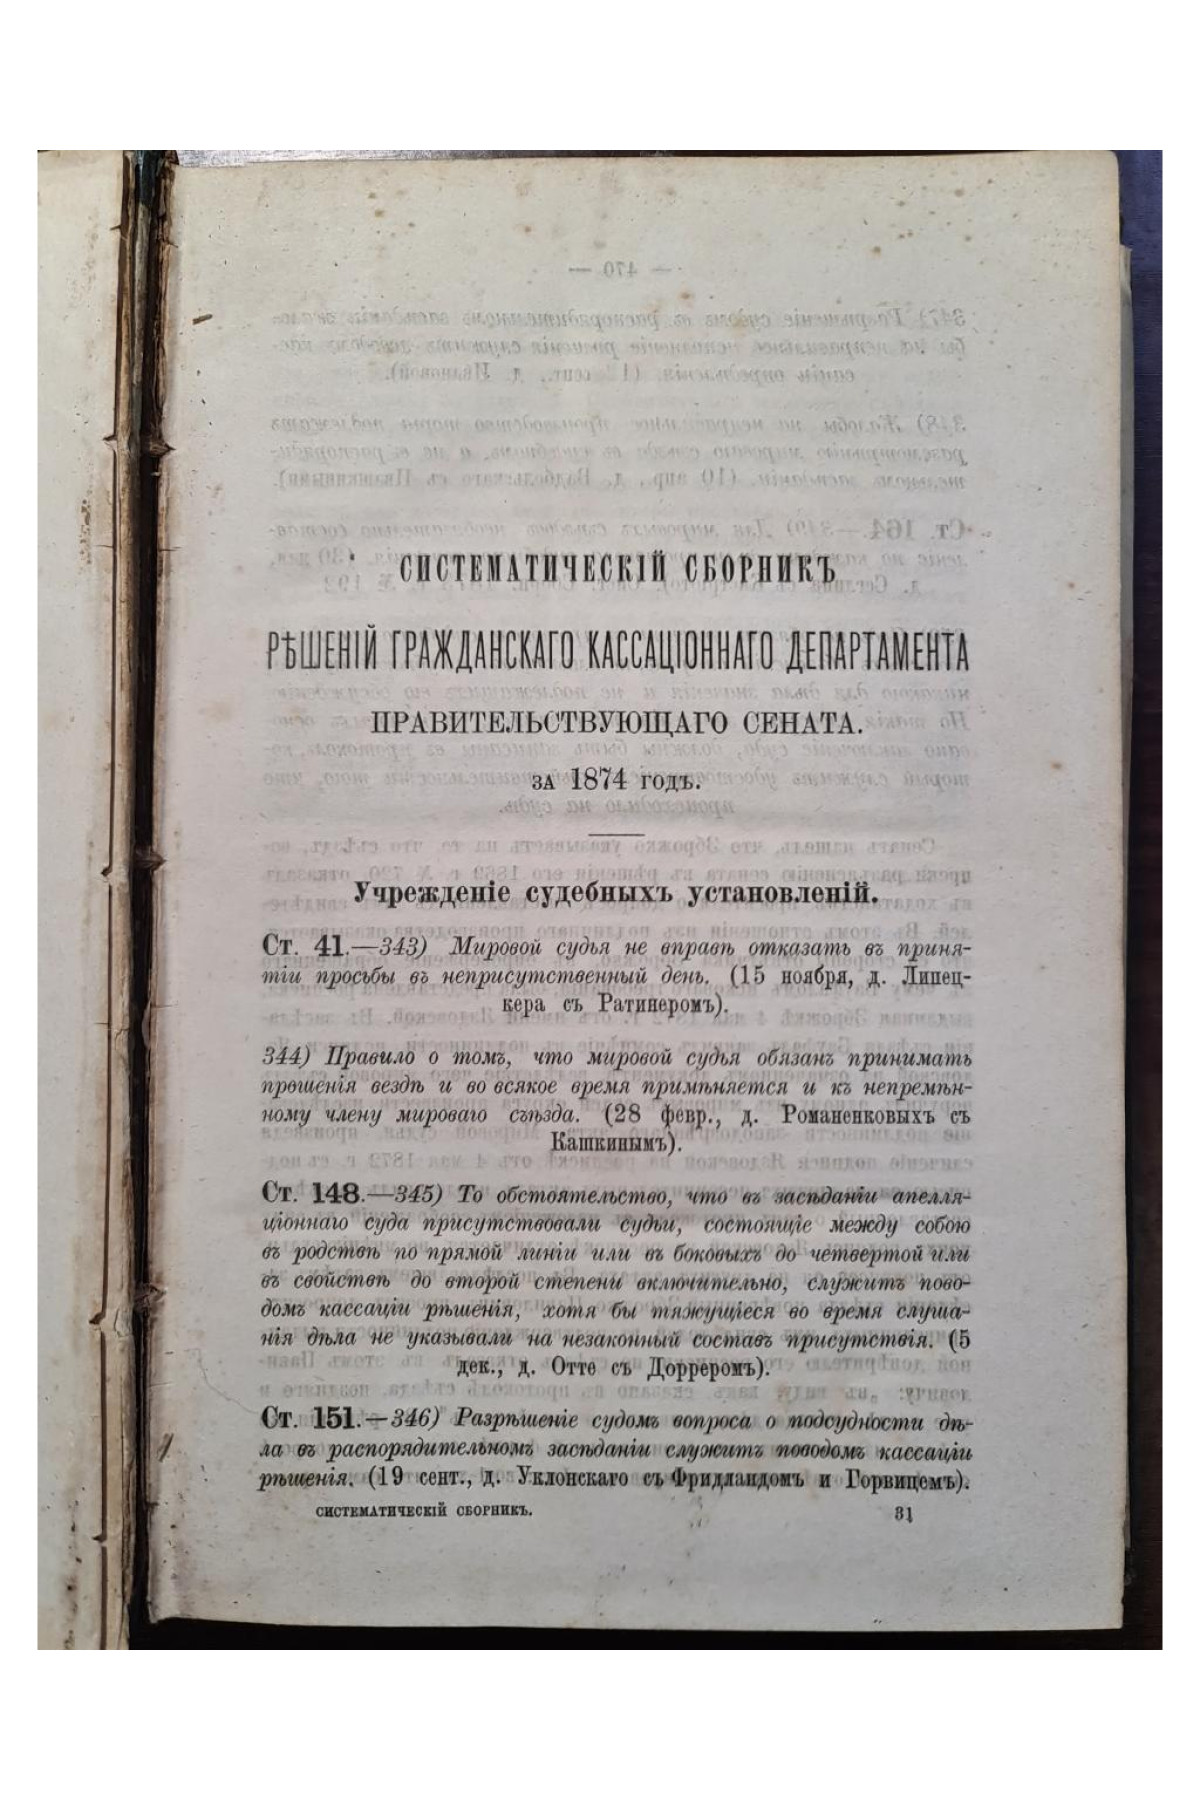 СИСТЕМАТИЧЕСКІЙ СБОРНИКЪ
РѢШЕНІЙ ГРАЖДАНСКАГО КАССАЦІОННАГО ДЕПАРТАМЕНТА
ПРАВИТЕЛЬСТВУЮЩАГО СЕНАТА.
ЗА 1874 ГОДЪ.
Учрежденіе судебныхъ установленій.
Ст. 41.—343) Мировой судья не вправѣ отказать въ приня-
тіи просьбы въ неприсутственный день. (15 ноября, д. Липец-
кера съ Ратинеромъ).
344) Правило о томъ, что мировой судья обязанъ принимать
прошенія вездѣ и во всякое время примѣняется и къ непремѣн-
ному члену мироваго съѣзда. (28 февр., д. Романенковыхъ съ
Кашкинымъ).
Ст. 148.—345) То обстоятельство, что въ засѣданіи апелля-
ціоннаго суда присутствовали судьи, состоящіе между собою
въ родствѣ по прямой линіи или въ боковыхъ до четвертой или
въ свойствѣ до второй степени включительно, служитъ пово-
домъ кассаціи рѣшенія, хотя бы тяжущіеся во время слуша-
нія дѣла не указывали на незаконный составъ присутствія. (5
дек., д. Отте съ Дорреромъ).
Ст. 151.—346) Разрѣшеніе судомъ вопроса о подсудности дѣ-
ла въ распорядительномъ засѣданіи служитъ поводомъ кассаціи
рѣшенія. (19 сент., д. Уклонскаго съ Фридландомъ и Горвицемъ).
СИСТЕМАТИЧЕСКІЙ СБОРНИКЪ. 31